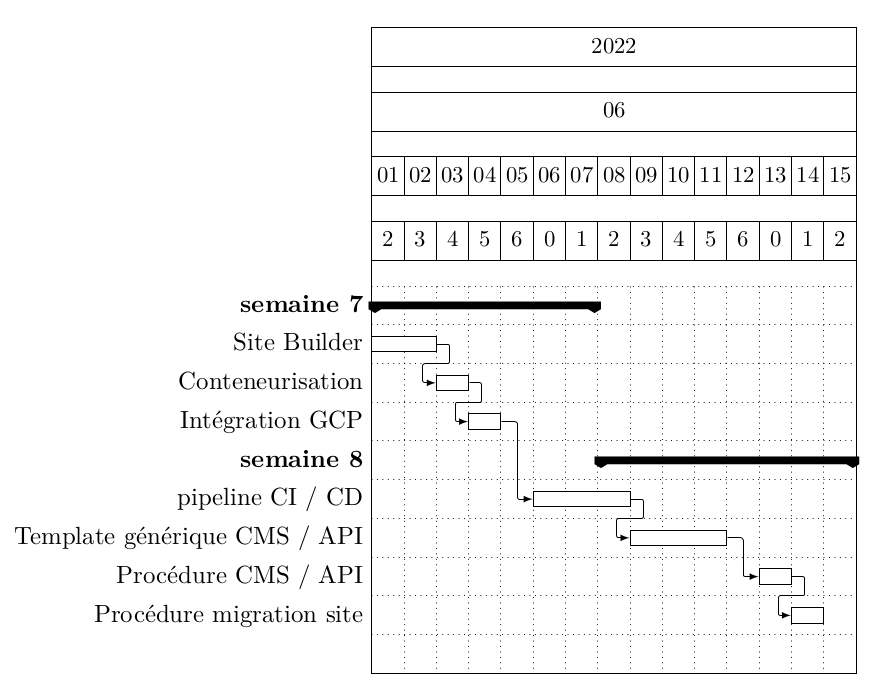 2022
06
01 02 03 04 05 06 07 08 09 10 11 12 13 14 15
2 3 4 5 6 0 1 2 3 4 5 6 0 1 2
semaine 7
Site Builder
Conteneurisation
Intégration GCP
semaine 8
pipeline CI / CD
Template générique CMS / API
Procédure CMS / API
Procédure migration site